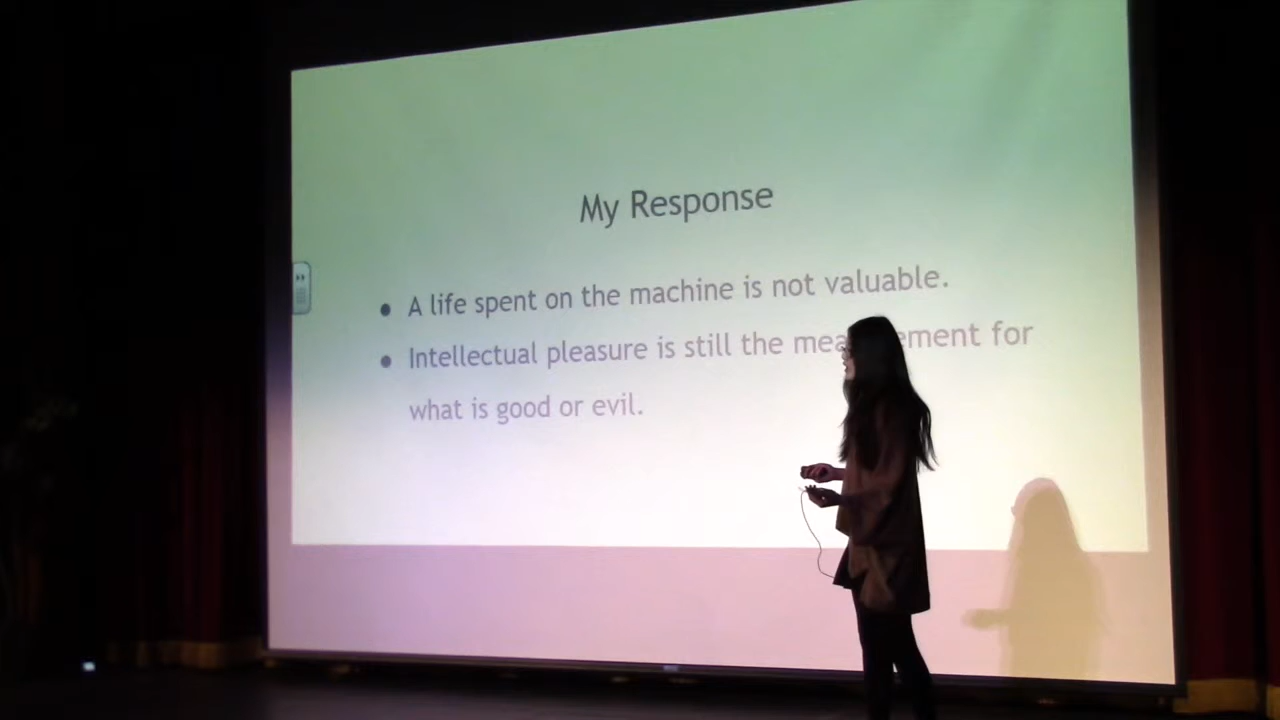 My Response
• A life spent on the machine is not valuable.
• Intellectual pleasure is still the measurement for
what is good or evil.